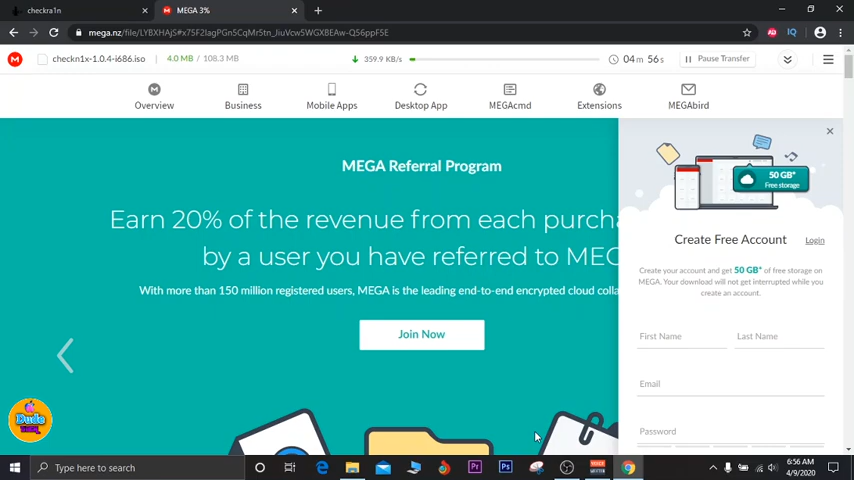 checkra1n
MEGA 3%
mega.nz/file/LYBXHAjS#x75F2IagPGn5CqMr5tn_JiuVcw5WGXBEAw-Q56ppF5E
checkn1x-1.0.4-i686.iso
4.0 MB / 108.3 MB
359.9 KB/s
04 m 56 s
Pause Transfer
Overview
Business
Mobile Apps
Desktop App
MEGAcmd
Extensions
MEGAbird
MEGA Referral Program
Earn 20% of the revenue from each purcha
by a user you have referred to MEG
With more than 150 million registered users, MEGA is the leading end-to-end encrypted cloud colla
Join Now
50 GB*
Free storage
Create Free Account
Login
Create your account and get 50 GB* of free storage on
MEGA. Your download will not get interrupted while you
create an account.
First Name
Last Name
Email
Password
Dude
Type here to search
6:56 AM
4/9/2020